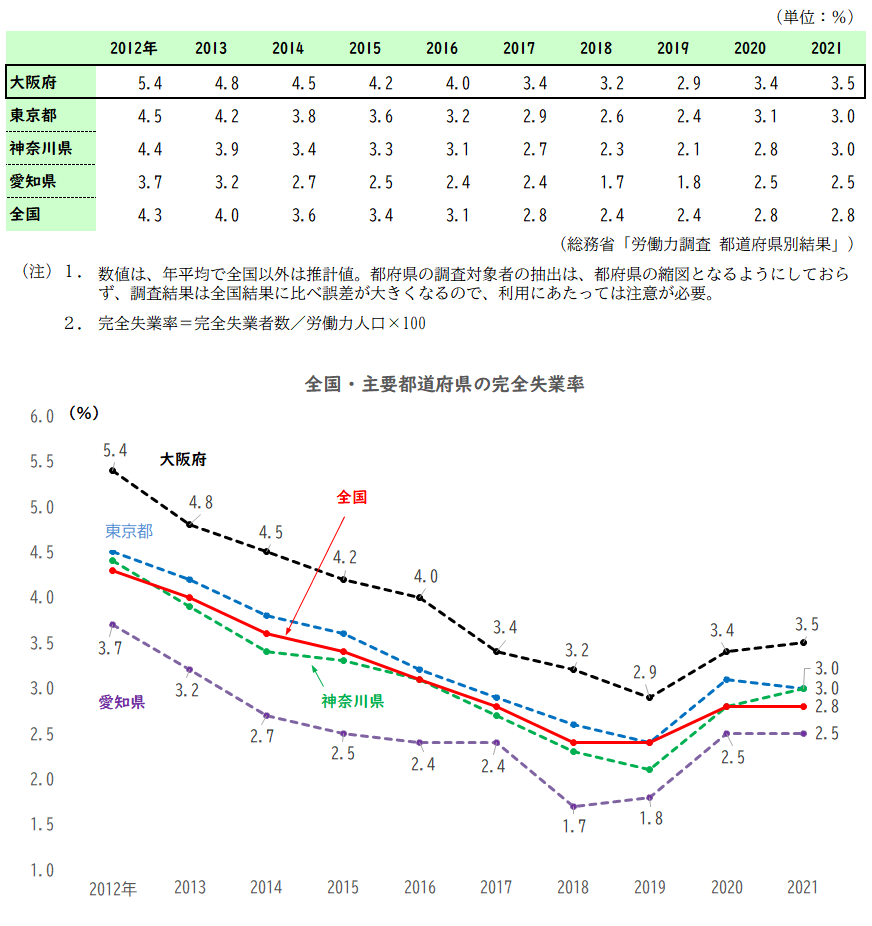 （単位：％）
2012年 2013 2014 2015 2016 2017 2018 2019 2020 2021
大阪府 5.4 4.8 4.5 4.2 4.0 3.4 3.2 2.9 3.4 3.5
東京都 4.5 4.2 3.8 3.6 3.2 2.9 2.6 2.4 3.1 3.0
神奈川県 4.4 3.9 3.4 3.3 3.1 2.7 2.3 2.1 2.8 3.0
愛知県 3.7 3.2 2.7 2.5 2.4 2.4 1.7 1.8 2.5 2.5
全国 4.3 4.0 3.6 3.4 3.1 2.8 2.4 2.4 2.8 2.8
（総務省「労働力調査 都道府県別結果」）
（注）１． 数値は、年平均で全国以外は推計値。都府県の調査対象者の抽出は、都府県の縮図となるようにしておら
ず、調査結果は全国結果に比べ誤差が大きくなるので、利用にあたっては注意が必要。
２． 完全失業率＝完全失業者数／労働力人口×100
全国・主要都道府県の完全失業率
6.0 (%)
5.5
5.0
4.5
4.0
3.5
3.0
2.5
2.0
1.5
1.0
大阪府
5.4 4.8 4.5 4.2 4.0 3.4 3.2 2.9 3.4 3.5
全国
東京都
神奈川県
愛知県
3.7 3.2 2.7 2.5 2.4 2.4 1.7 1.8 2.5
3.0
3.0
2.8
2.5
2012年 2013 2014 2015 2016 2017 2018 2019 2020 2021